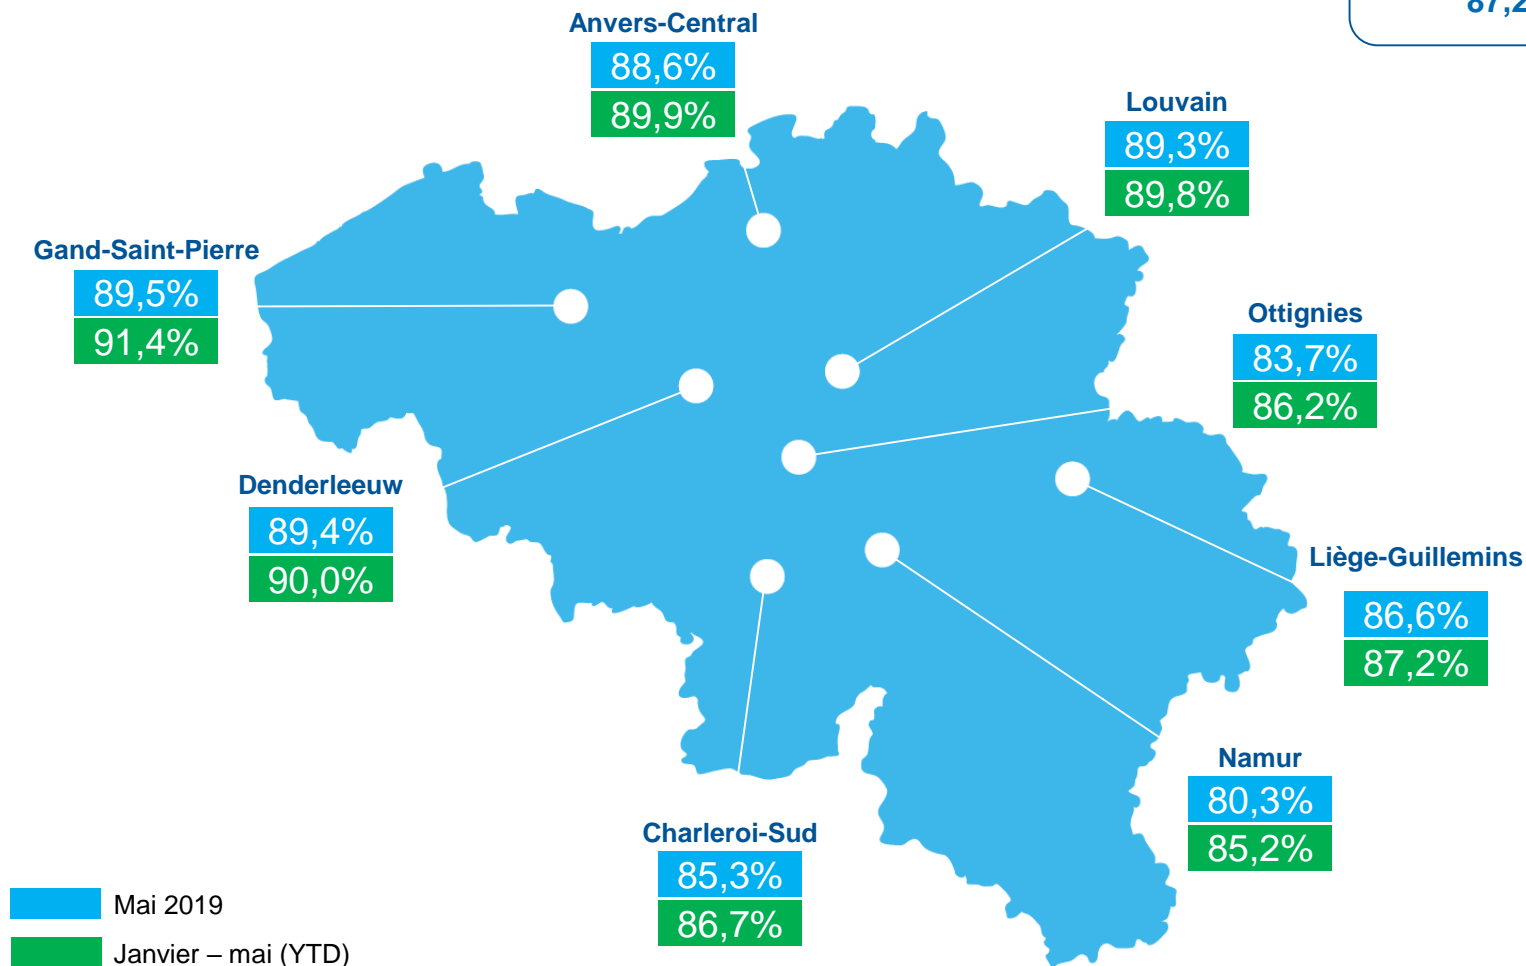 87,2
Anvers-Central
88,6%
89,9%
Louvain
89,3%
89,8%
Gand-Saint-Pierre
89,5%
91,4%
Ottignies
83,7%
86,2%
Denderleeuw
89,4%
90,0%
Liège-Guillemins
86,6%
87,2%
Namur
80,3%
85,2%
Charleroi-Sud
85,3%
86,7%
Mai 2019
Janvier – mai (YTD)